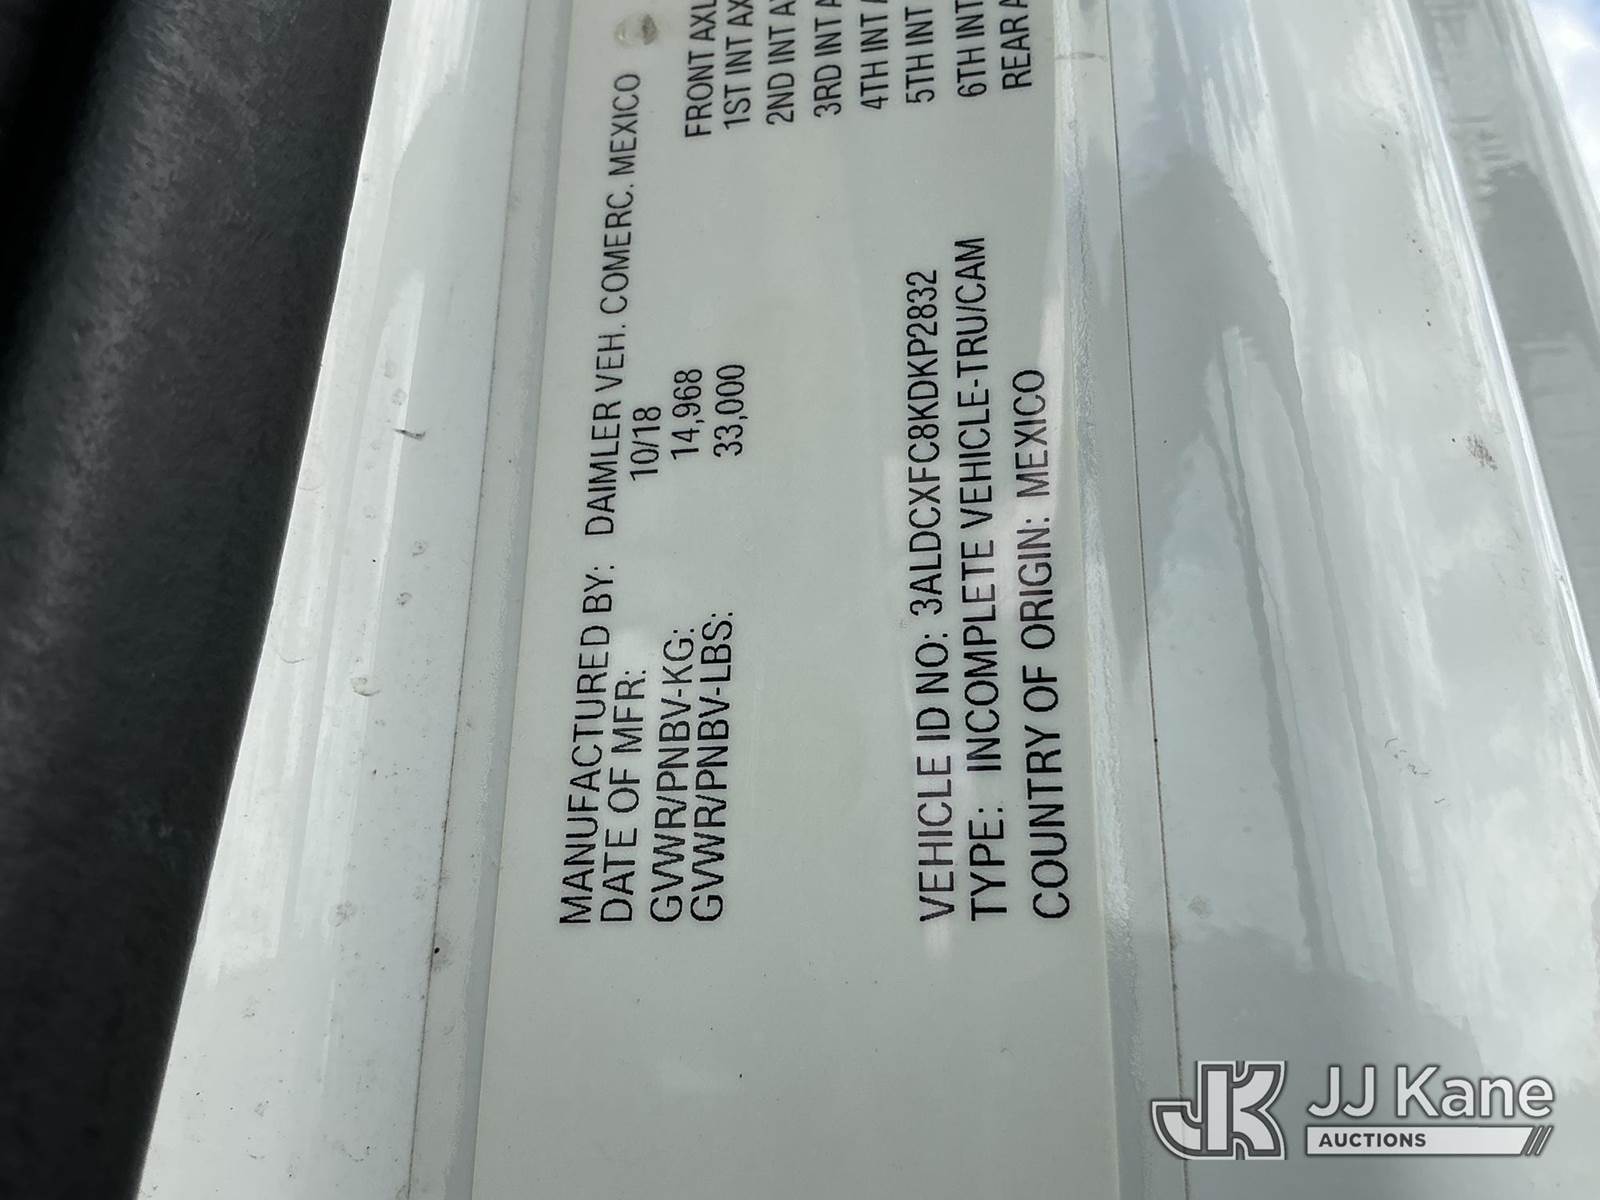 MANUFACTURED BY: DAIMLER VEH. COMERC. MEXICO
DATE OF MFR: 10/18
GVWR/PNBV-KG: 14,968
GVWR/PNBV-LBS: 33,000
FRONT AXL
1ST INT AX
2ND INT A
3RD INT A
4TH INT A
5TH INT
6TH INT
REAR A
VEHICLE ID NO: 3ALDCXFC8KDKP2832
TYPE: INCOMPLETE VEHICLE-TRU/CAM
COUNTRY OF ORIGIN: MEXICO
JK JJ Kane
AUCTIONS